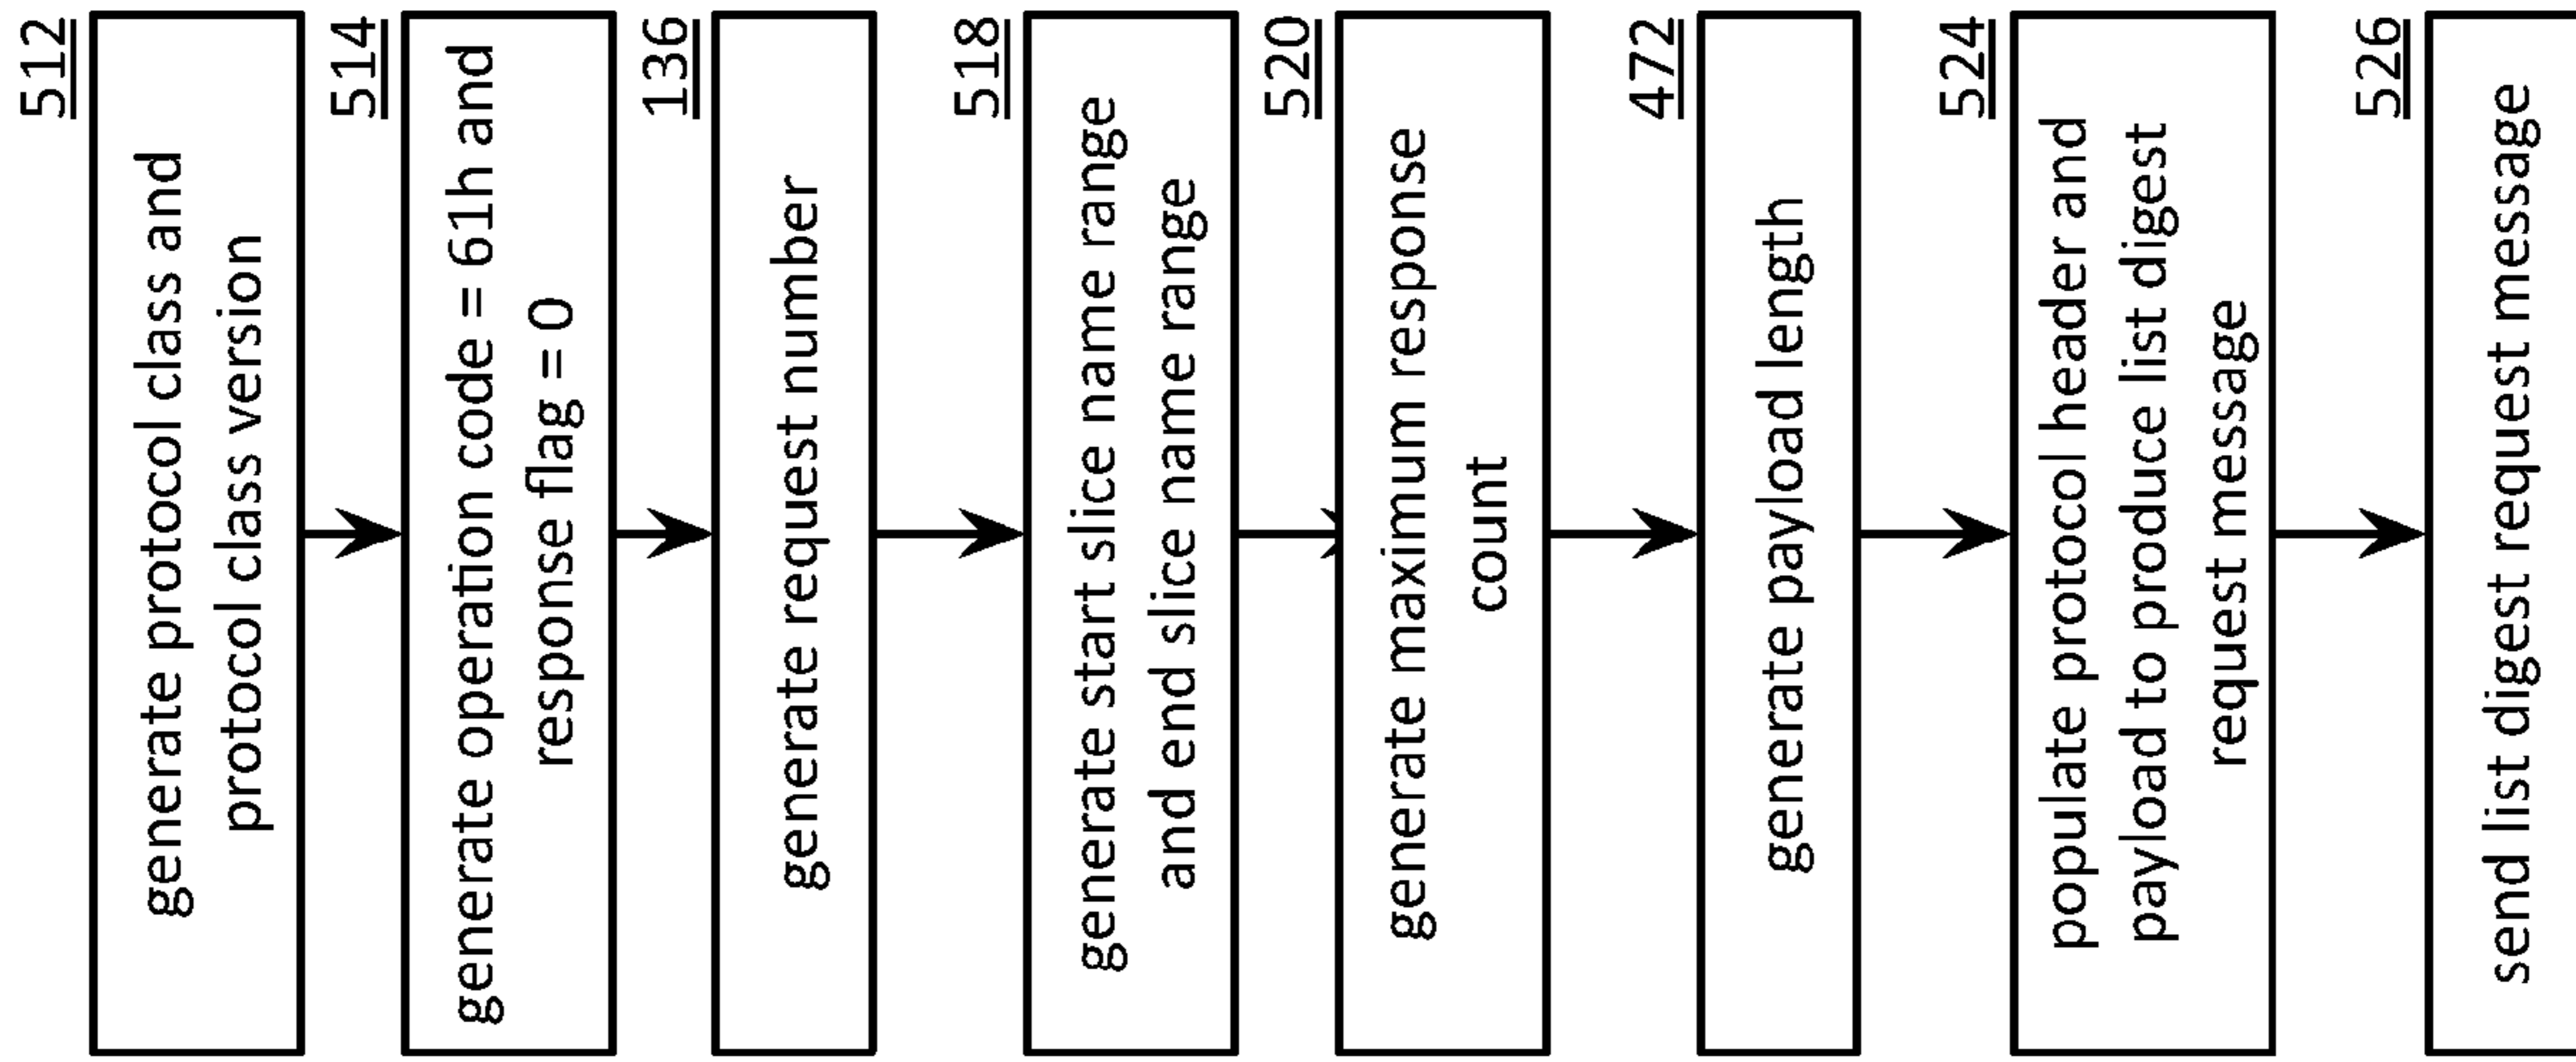 512
generate protocol class and
protocol class version
514
generate operation code = 61h and
response flag = 0
136
generate request number
518
generate start slice name range
and end slice name range
520
generate maximum response
count
472
generate payload length
524
populate protocol header and
payload to produce list digest
request message
526
send list digest request message